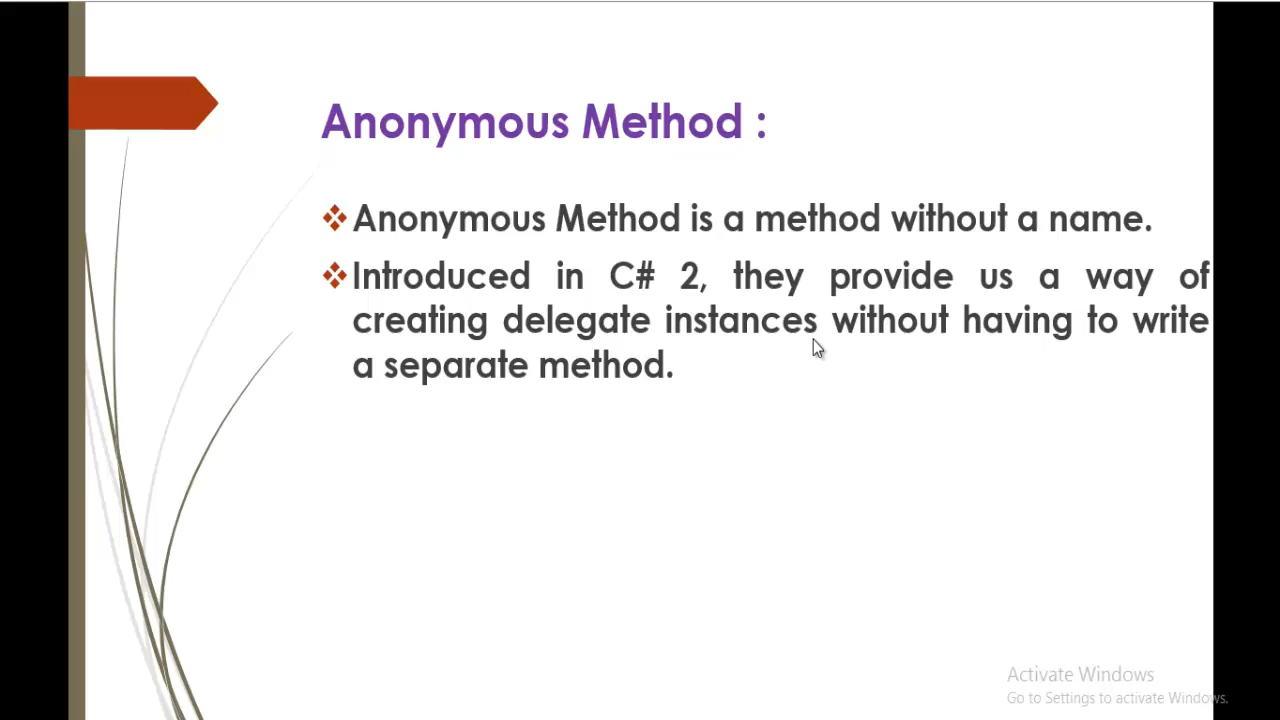 Anonymous Method :
Anonymous Method is a method without a name.
Introduced in C# 2, they provide us a way of
creating delegate instances without having to write
a separate method.
Activate Windows
Go to Settings to activate Windows.